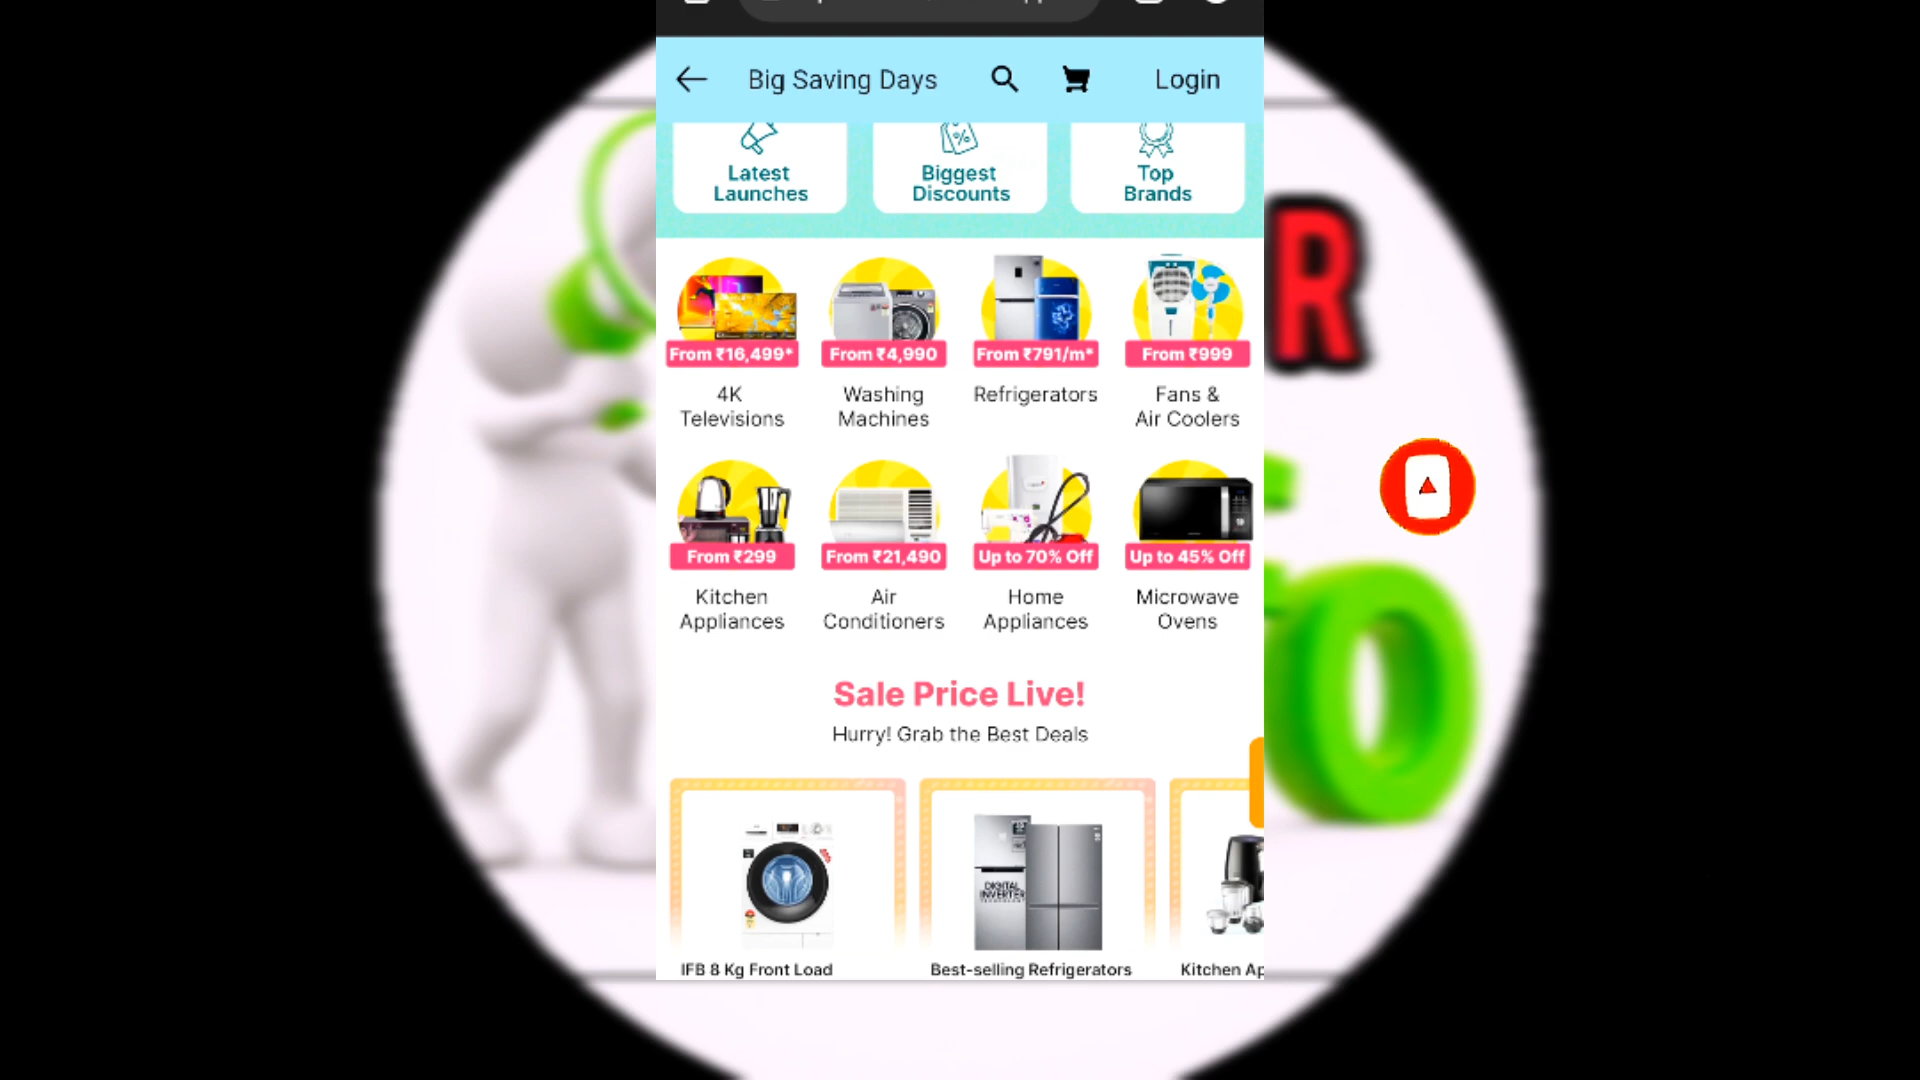 Big Saving Days
Login
Latest
Launches
Biggest
Discounts
Top
Brands
From ₹16,499*
From ₹4,990
From ₹791/m*
From ₹999
4K
Televisions
Washing
Machines
Refrigerators
Fans &
Air Coolers
From ₹299
From ₹21,490
Up to 70% Off
Up to 45% Off
Kitchen
Appliances
Air
Conditioners
Home
Appliances
Microwave
Ovens
Sale Price Live!
Hurry! Grab the Best Deals
DIGITAL
INVERTER
TECHNOLOGY
IFB 8 Kg Front Load
Best-selling Refrigerators
Kitchen Ap
R
O